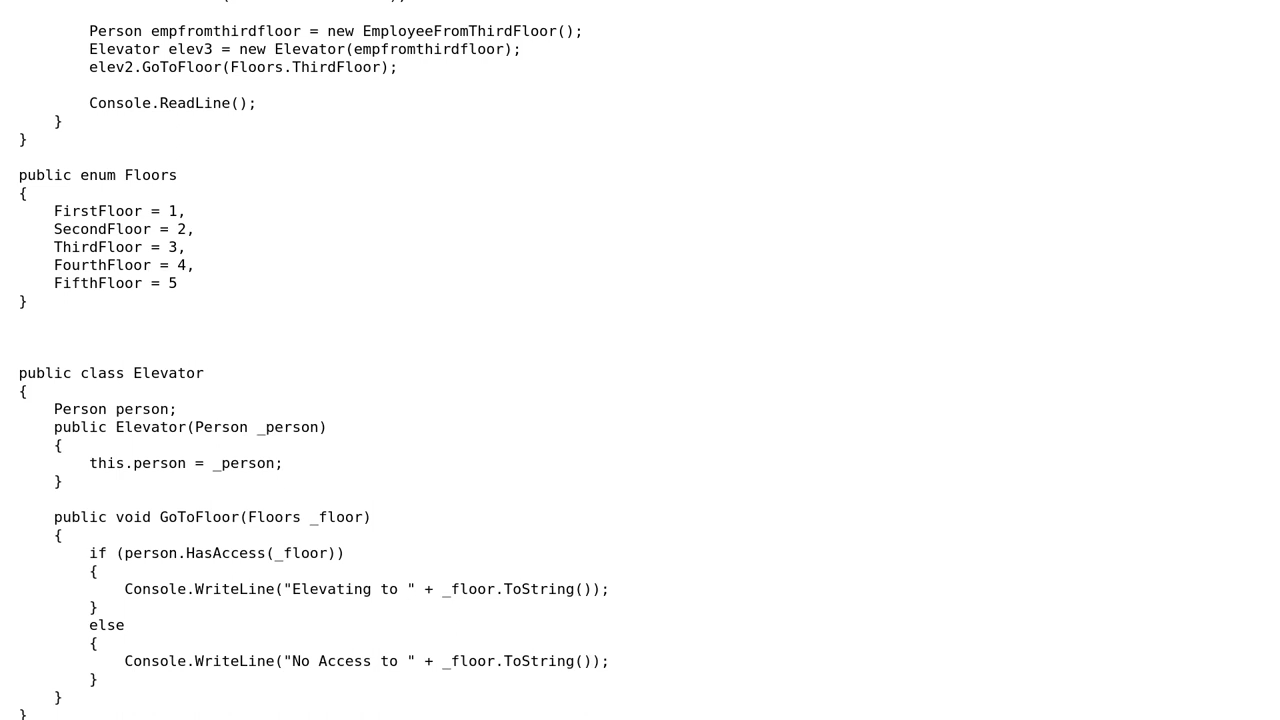 Person empfromthirdfloor = new EmployeeFromThirdFloor();
Elevator elev3 = new Elevator(empfromthirdfloor);
elev2.GoToFloor(Floors.ThirdFloor);
Console.ReadLine();
}
}
public enum Floors
{
FirstFloor = 1,
SecondFloor = 2,
ThirdFloor = 3,
FourthFloor = 4,
FifthFloor = 5
}
public class Elevator
{
Person person;
public Elevator(Person _person)
{
this.person = _person;
}
public void GoToFloor(Floors _floor)
{
if (person.HasAccess(_floor))
{
Console.WriteLine("Elevating to " + _floor.ToString());
}
else
{
Console.WriteLine("No Access to " + _floor.ToString());
}
}
}